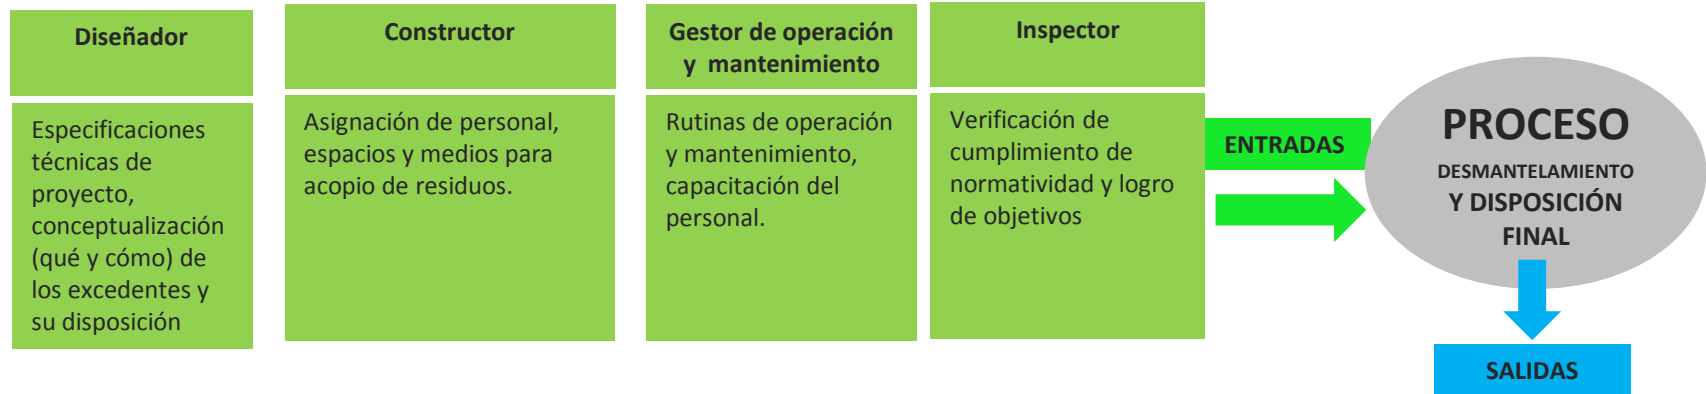 Diseñador
Especificaciones
técnicas de
proyecto,
conceptualización
(qué y cómo) de
los excedentes y
su disposición
Constructor
Asignación de personal,
espacios y medios para
acopio de residuos.
Gestor de operación
y mantenimiento
Rutinas de operación
y mantenimiento,
capacitación del
personal.
Inspector
Verificación de
cumplimiento de
normatividad y logro
de objetivos
ENTRADAS
PROCESO
DESMANTELAMIENTO
Y DISPOSICIÓN
FINAL
SALIDAS